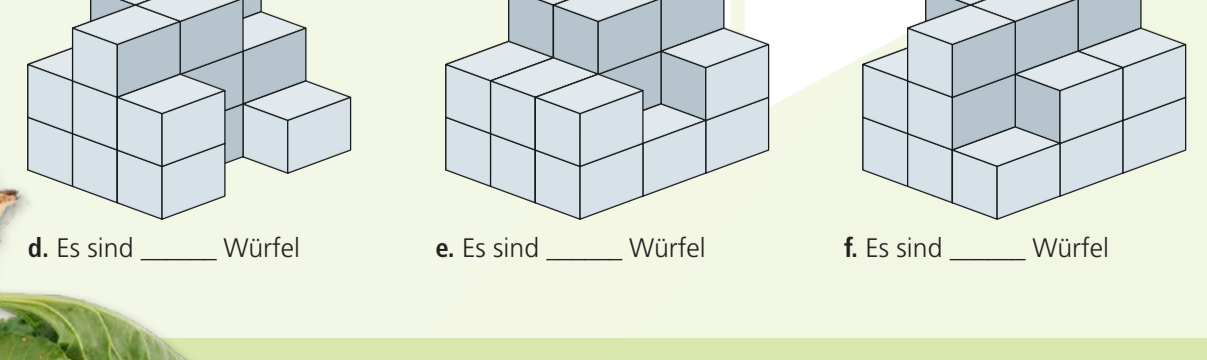 d. Es sind ______ Würfel
e. Es sind ______ Würfel
f. Es sind ______ Würfel